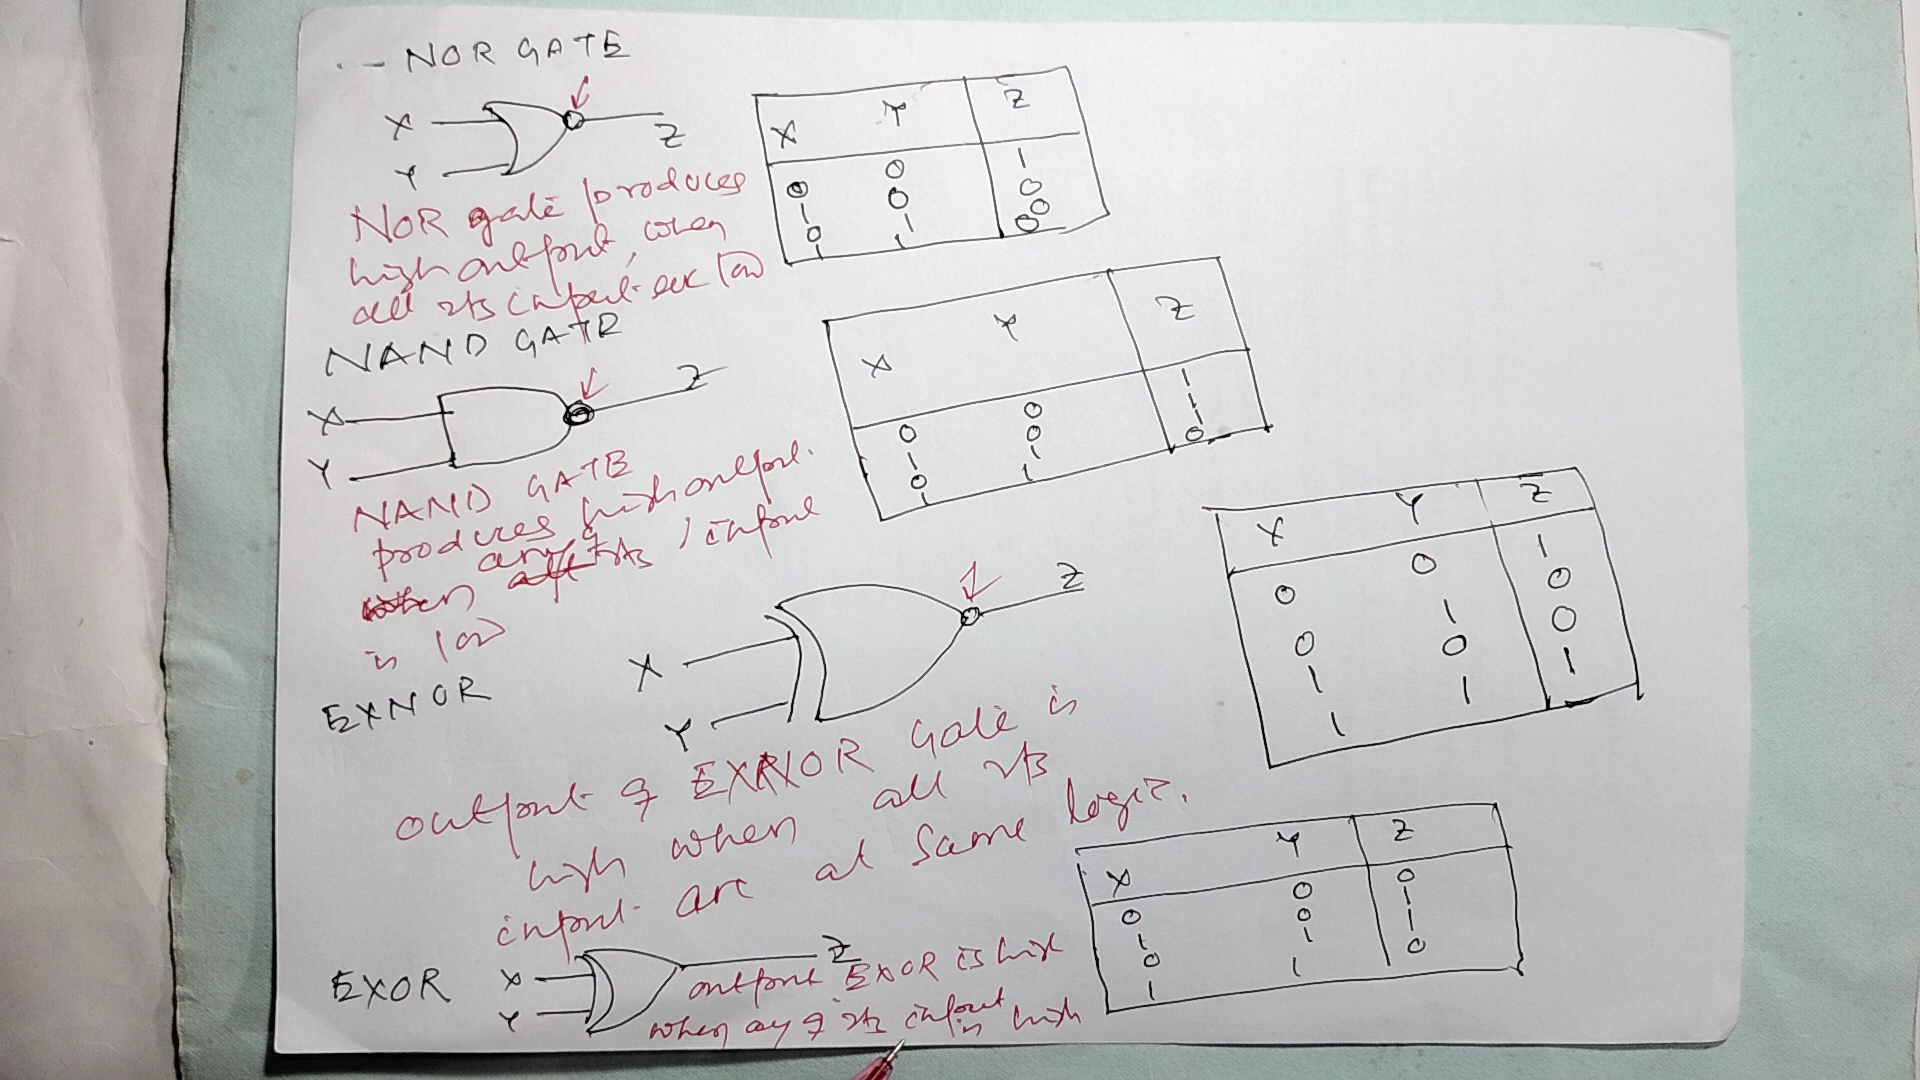 NOR GATE
X
Y
Z
X Y Z
0 0 1
1 0 0
0 1 0
1 1 0
NOR gate produces
high output, when
all its input are low
NAND GATE
X
Y
Z
X Y Z
0 0 1
1 0 1
0 1 1
1 1 0
NAND GATE
produces high output.
when any of its input
is low
EXNOR
X
Y
Z
X Y Z
0 0 1
0 1 0
1 0 0
1 1 1
output of EXNOR Gate is
high when all its
input are at same logic.
EXOR
X
Y
Z
X Y Z
0 0 0
1 0 1
0 1 1
1 1 0
output EXOR is high
when any of its input
is high